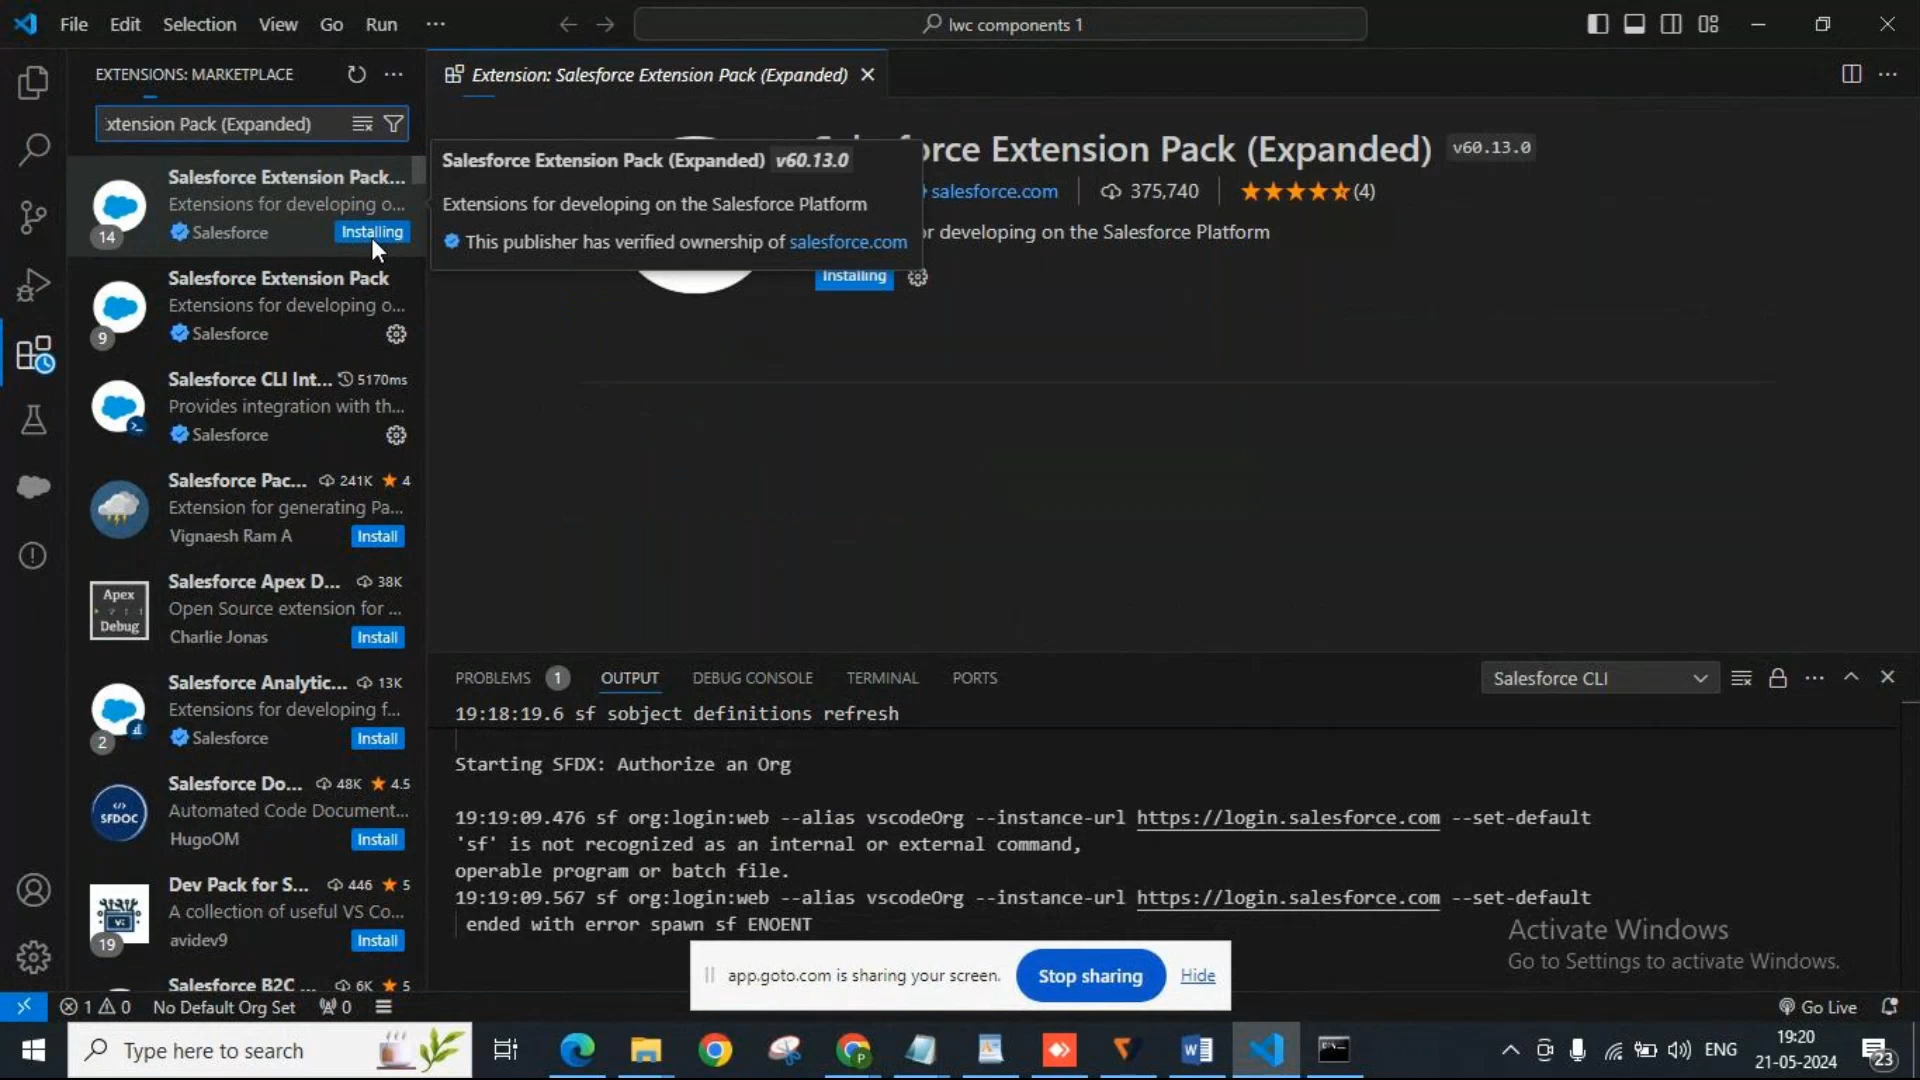 File Edit Selection View Go Run ···
lwc components 1
EXTENSIONS: MARKETPLACE
xtension Pack (Expanded)
Salesforce Extension Pack...
Extensions for developing o...
Salesforce
Installing
14
Salesforce Extension Pack
Extensions for developing o...
Salesforce
9
Salesforce CLI Int... 5170ms
Provides integration with th...
Salesforce
Salesforce Pac... 241K ★ 4
Extension for generating Pa...
Vignaesh Ram A
Install
Salesforce Apex D... 38K
Open Source extension for ...
Charlie Jonas
Install
Apex
Debug
Salesforce Analytic... 13K
Extensions for developing f...
Salesforce
Install
2
Salesforce Do... 48K ★ 4.5
Automated Code Document...
HugoOM
Install
</>
SFDOC
Dev Pack for S... 446 ★ 5
A collection of useful VS Co...
avidev9
Install
19
Salesforce B2C ... 6K ★ 5
Extension: Salesforce Extension Pack (Expanded)
Salesforce Extension Pack (Expanded) v60.13.0
Extensions for developing on the Salesforce Platform
This publisher has verified ownership of salesforce.com
rce Extension Pack (Expanded) v60.13.0
salesforce.com | 375,740 | ★★★★★(4)
r developing on the Salesforce Platform
Installing
PROBLEMS 1 OUTPUT DEBUG CONSOLE TERMINAL PORTS
Salesforce CLI
19:18:19.6 sf sobject definitions refresh
Starting SFDX: Authorize an Org
19:19:09.476 sf org:login:web --alias vscodeOrg --instance-url https://login.salesforce.com --set-default
'sf' is not recognized as an internal or external command,
operable program or batch file.
19:19:09.567 sf org:login:web --alias vscodeOrg --instance-url https://login.salesforce.com --set-default
ended with error spawn sf ENOENT
Activate Windows
Go to Settings to activate Windows.
app.goto.com is sharing your screen. Stop sharing Hide
1 0 No Default Org Set 0
Go Live
Type here to search
ENG
19:20
21-05-2024
23